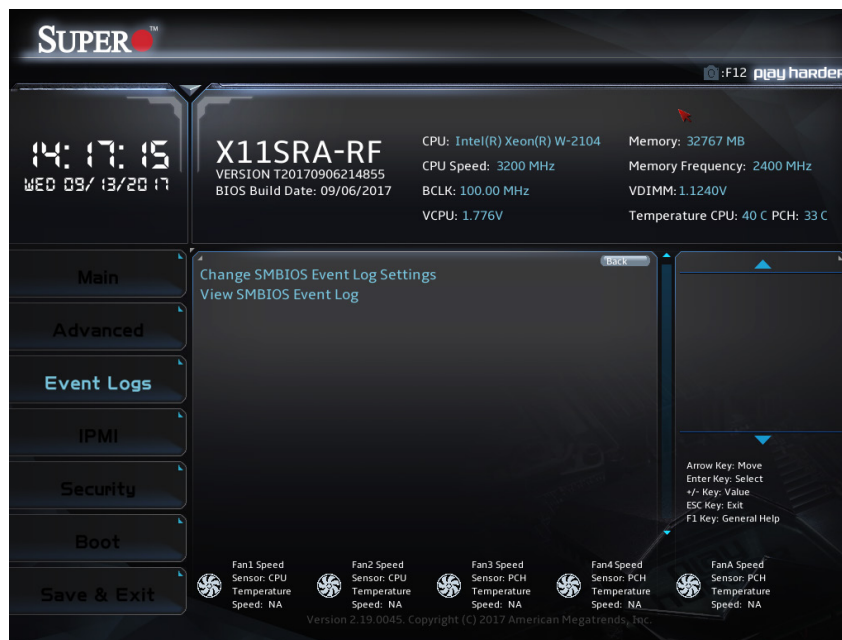 SUPER™
:F12 play harder
14:17:15
WED 09/13/2017
X11SRA-RF
VERSION T20170906214855
BIOS Build Date: 09/06/2017
CPU: Intel(R) Xeon(R) W-2104
CPU Speed: 3200 MHz
BCLK: 100.00 MHz
VCPU: 1.776V
Memory: 32767 MB
Memory Frequency: 2400 MHz
VDIMM: 1.1240V
Temperature CPU: 40 C PCH: 33 C
Main
Advanced
Event Logs
IPMI
Security
Boot
Save & Exit
Back
Change SMBIOS Event Log Settings
View SMBIOS Event Log
Arrow Key: Move
Enter Key: Select
+/- Key: Value
ESC Key: Exit
F1 Key: General Help
Fan1 Speed
Sensor: CPU
Temperature
Speed: NA
Fan2 Speed
Sensor: CPU
Temperature
Speed: NA
Fan3 Speed
Sensor: PCH
Temperature
Speed: NA
Fan4 Speed
Sensor: PCH
Temperature
Speed: NA
FanA Speed
Sensor: PCH
Temperature
Speed: NA
Version 2.19.0045. Copyright (C) 2017 American Megatrends, Inc.